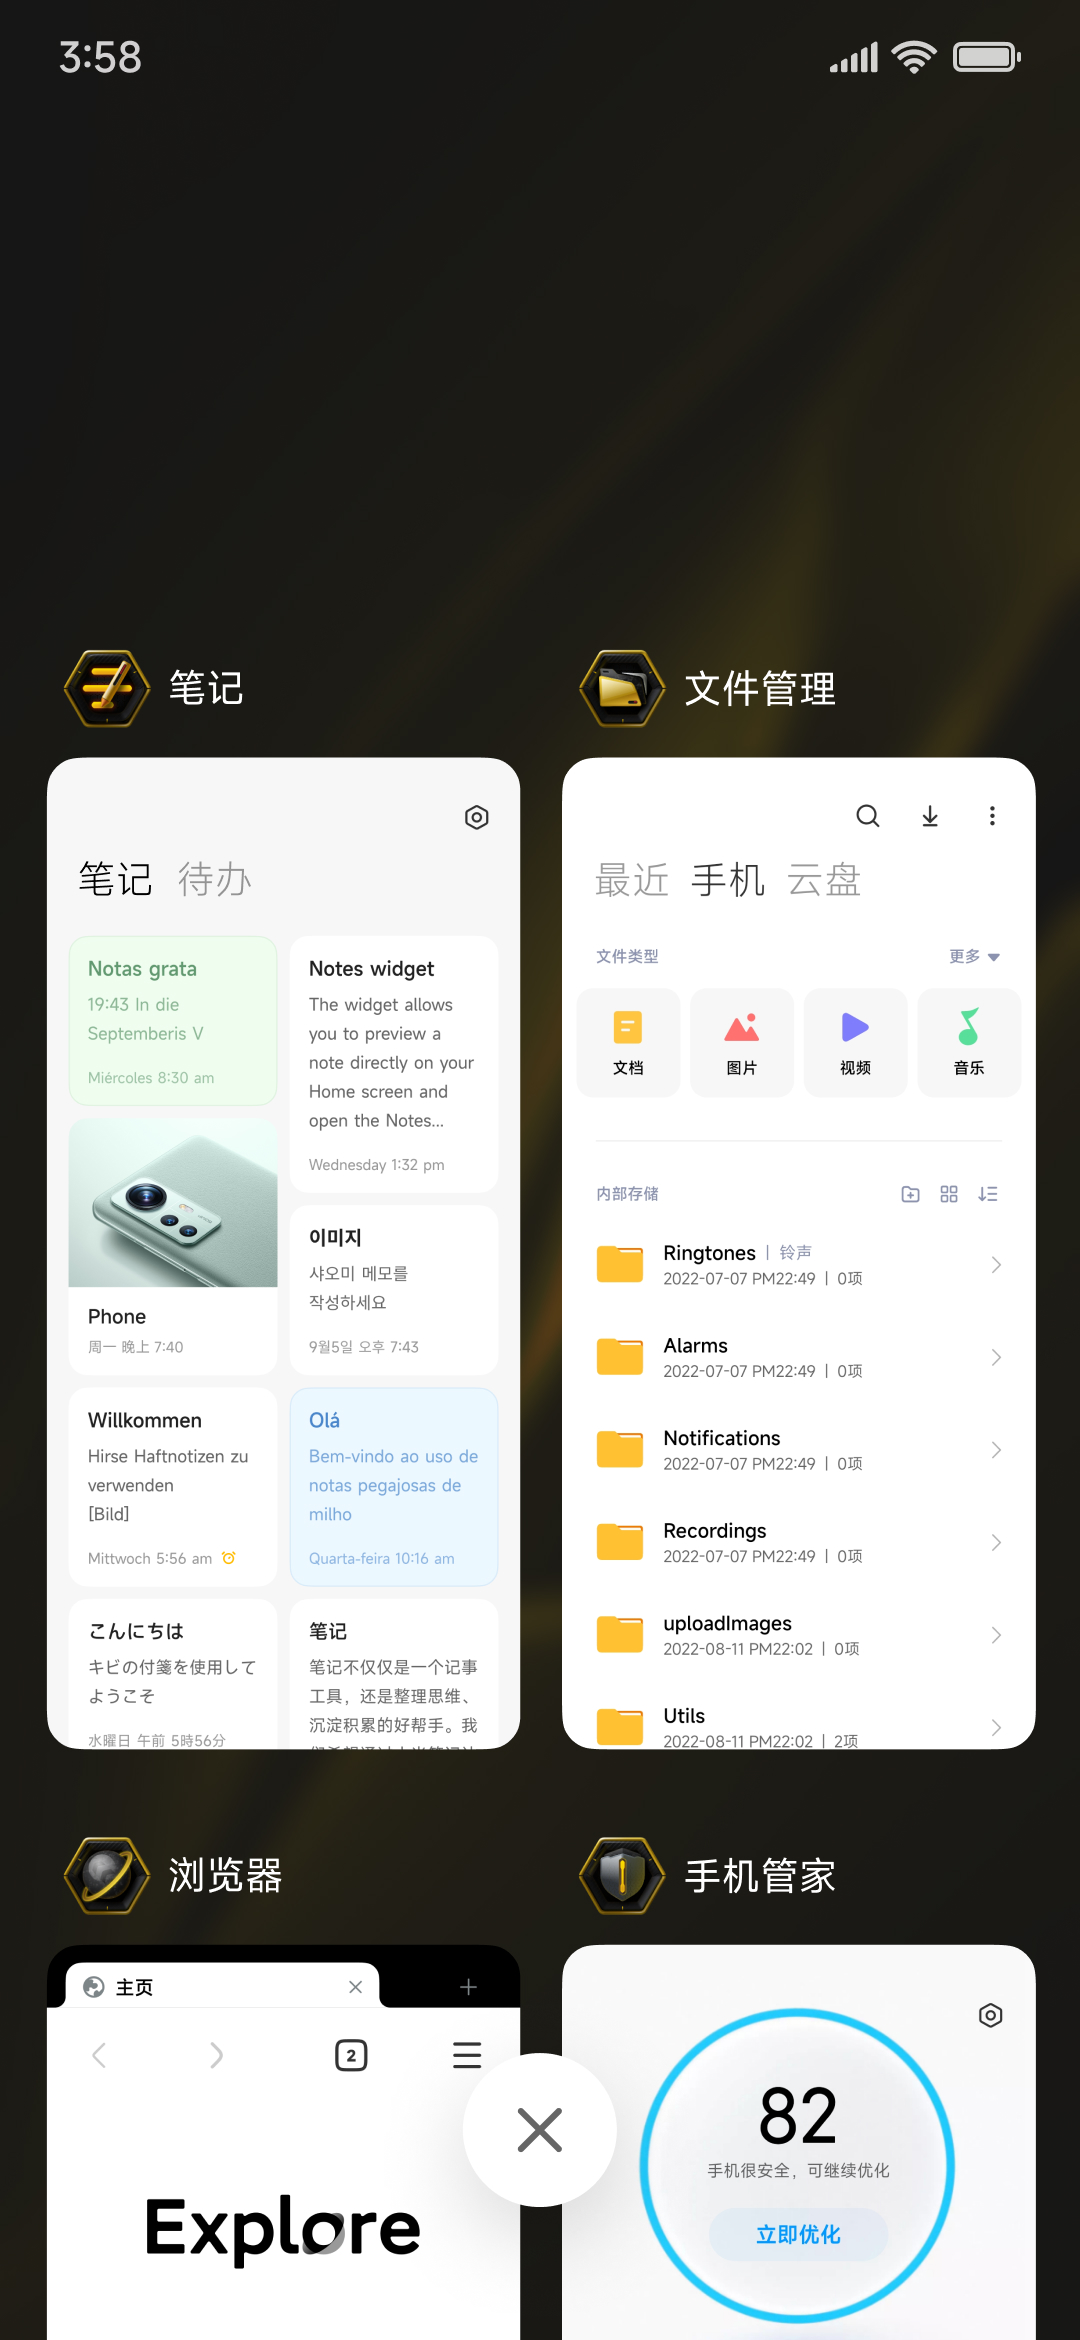 3:58
笔记
笔记 待办
Notas grata
19:43 In die
Septemberis V
Miércoles 8:30 am
Phone
周一 晚上 7:40
Willkommen
Hirse Haftnotizen zu
verwenden
[Bild]
Mittwoch 5:56 am
こんにちは
キビの付箋を使用して
ようこそ
水曜日 午前 5時56分
Notes widget
The widget allows
you to preview a
note directly on your
Home screen and
open the Notes...
Wednesday 1:32 pm
이미지
샤오미 메모를
작성하세요
9월5일 오후 7:43
Olá
Bem-vindo ao uso de
notas pegajosas de
milho
Quarta-feira 10:16 am
笔记
笔记不仅仅是一个记事
工具，还是整理思维、
沉淀积累的好帮手。我
文件管理
最近 手机 云盘
文件类型 更多
文档 图片 视频 音乐
内部存储
Ringtones | 铃声
2022-07-07 PM22:49 | 0项
Alarms
2022-07-07 PM22:49 | 0项
Notifications
2022-07-07 PM22:49 | 0项
Recordings
2022-07-07 PM22:49 | 0项
uploadImages
2022-08-11 PM22:02 | 0项
Utils
2022-08-11 PM22:02 | 2项
浏览器
主页
2
Explore
手机管家
82
手机很安全，可继续优化
立即优化